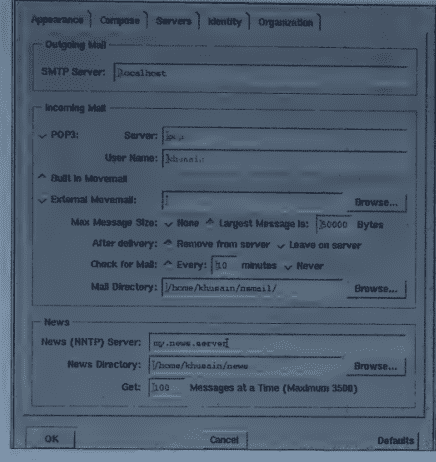 Appearance Compose Servers Identity Organization
Outgoing Mail
SMTP Server: localhost
Incoming Mail
POP3: Server: pop
User Name:
Built in Movemail
External Movemail: Browse...
Max Message Size: None Largest Message is: 50000 Bytes
After delivery: Remove from server Leave on server
Check for Mail: Every: 10 minutes Never
Mail Directory: /home/khusain/nsmail/ Browse...
News
News (NNTP) Server: my.news.server
News Directory: /home/khusain/news Browse...
Get: 100 Messages at a Time (Maximum 3500)
OK Cancel Defaults